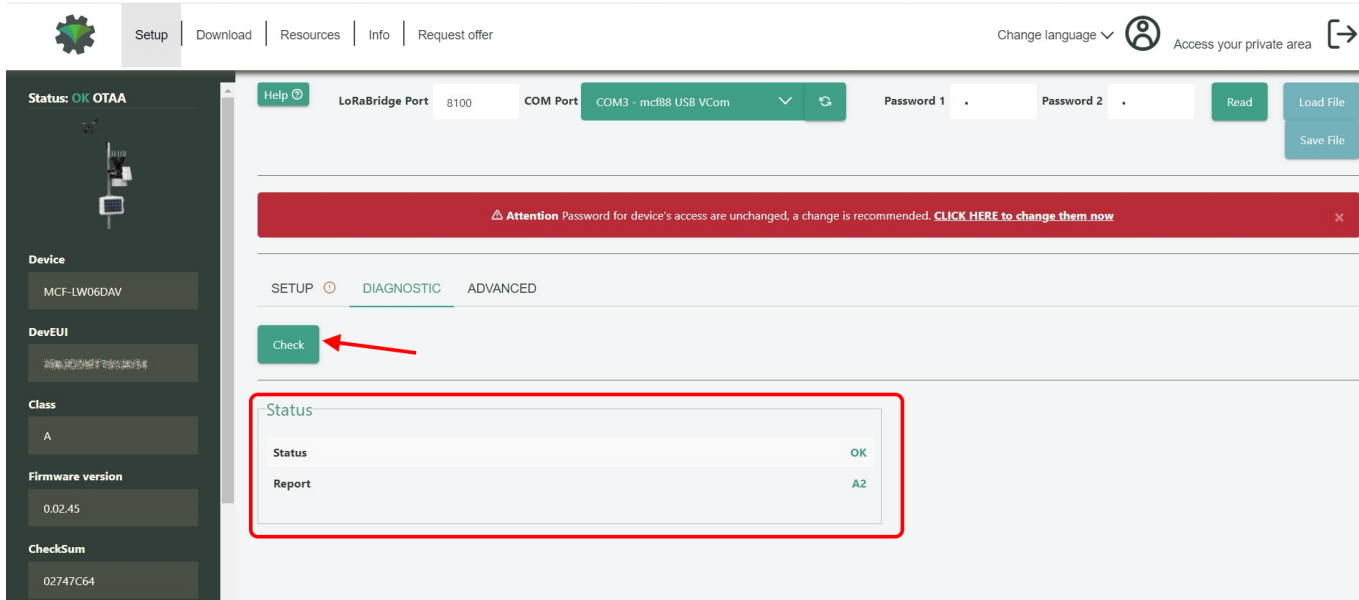 Setup Download Resources Info Request offer Change language Access your private area
Status: OK OTAA
Help LoRaBridge Port 8100 COM Port COM3 - mcf88 USB VCom Password 1 • Password 2 • Read Load File
Save File
Attention Password for device's access are unchanged, a change is recommended. CLICK HERE to change them now
Device
MCF-LW06DAV
SETUP DIAGNOSTIC ADVANCED
DevEUI
Check
Class
A
Status
Status OK
Report A2
Firmware version
0.02.45
CheckSum
02747C64